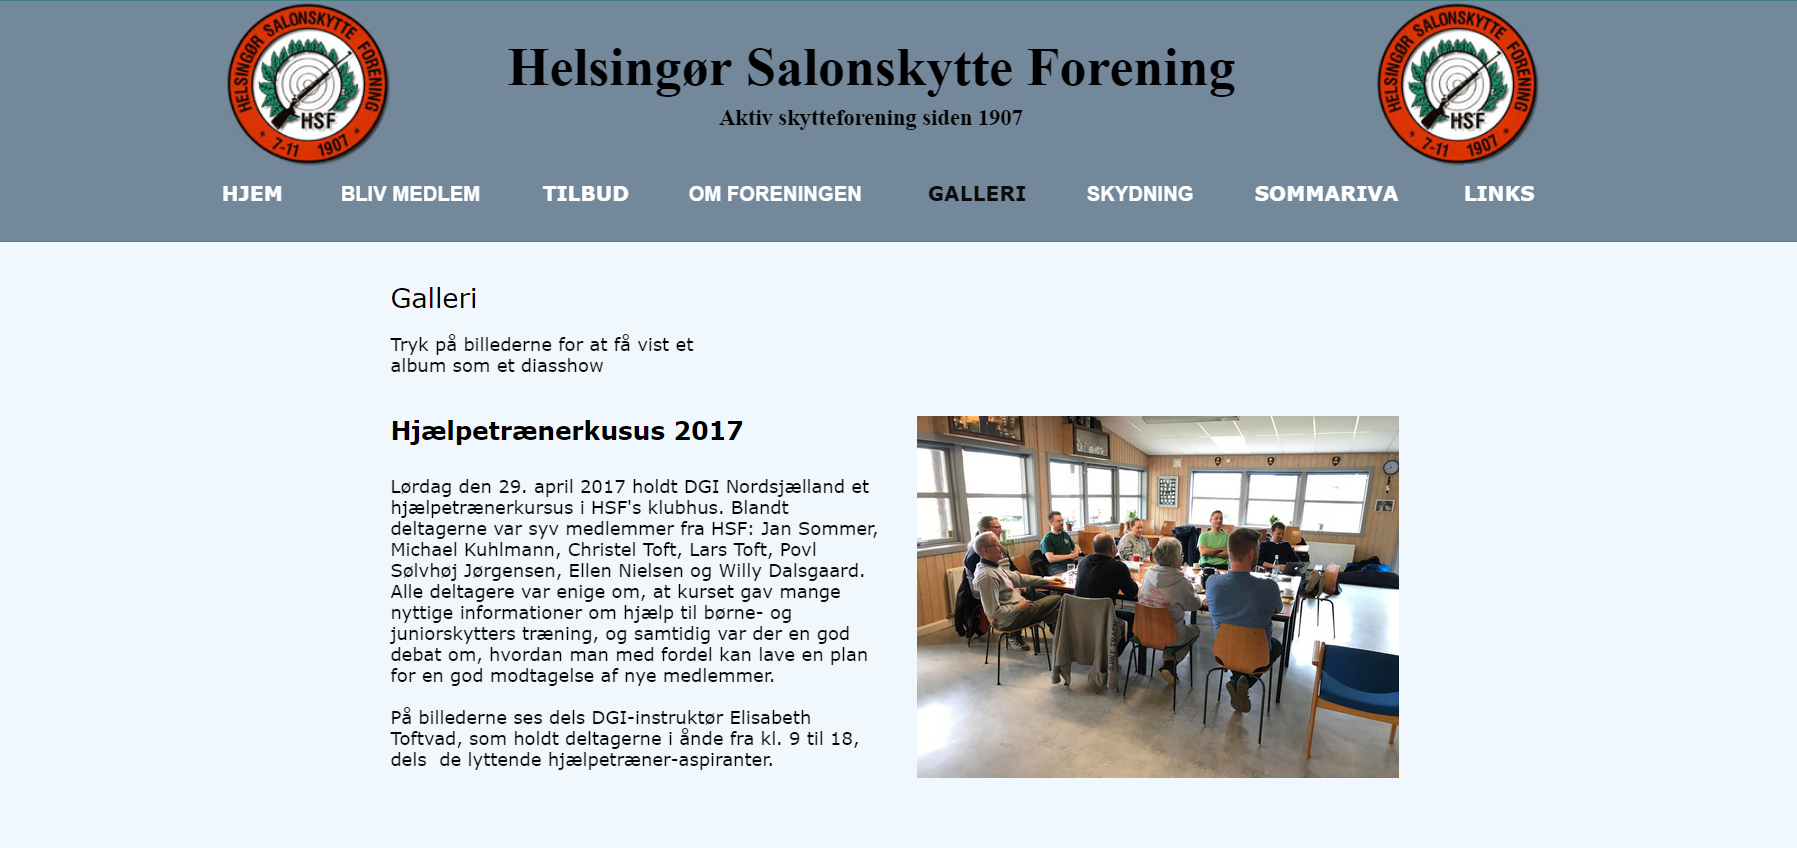 HELSINGØR SALONSKYTTE FORENING
HSF
* 7-11 1907 *
Helsingør Salonskytte Forening
Aktiv skytteforening siden 1907
HELSINGØR SALONSKYTTE FORENING
HSF
* 7-11 1907 *
HJEM BLIV MEDLEM TILBUD OM FORENINGEN GALLERI SKYDNING SOMMARIVA LINKS
Galleri
Tryk på billederne for at få vist et
album som et diasshow
Hjælpetrænerkusus 2017
Lørdag den 29. april 2017 holdt DGI Nordsjælland et
hjælpetrænerkursus i HSF's klubhus. Blandt
deltagerne var syv medlemmer fra HSF: Jan Sommer,
Michael Kuhlmann, Christel Toft, Lars Toft, Povl
Sølvhøj Jørgensen, Ellen Nielsen og Willy Dalsgaard.
Alle deltagere var enige om, at kurset gav mange
nyttige informationer om hjælp til børne- og
juniorskytters træning, og samtidig var der en god
debat om, hvordan man med fordel kan lave en plan
for en god modtagelse af nye medlemmer.
På billederne ses dels DGI-instruktør Elisabeth
Toftvad, som holdt deltagerne i ånde fra kl. 9 til 18,
dels  de lyttende hjælpetræner-aspiranter.